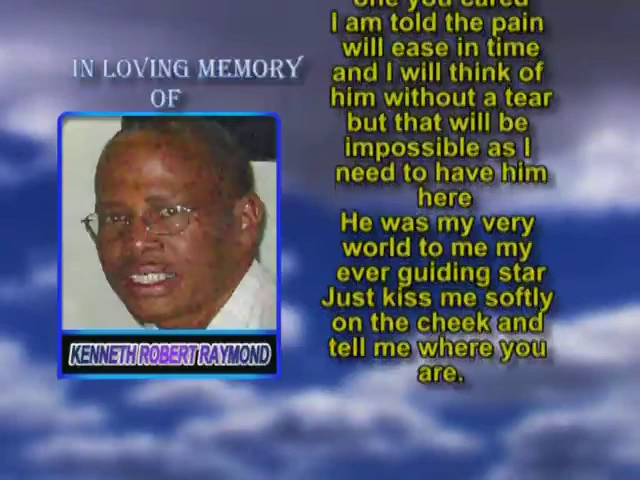 IN LOVING MEMORY
OF
KENNETH ROBERT RAYMOND
one you cared
I am told the pain
will ease in time
and I will think of
him without a tear
but that will be
impossible as I
need to have him
here
He was my very
world to me my
ever guiding star
Just kiss me softly
on the cheek and
tell me where you
are.